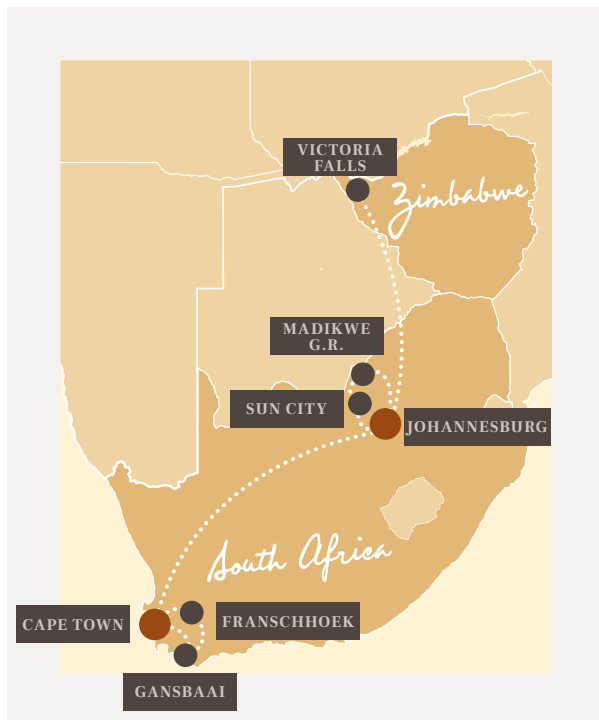 VICTORIA
FALLS
Zimbabwe
MADIKWE
G.R.
SUN CITY
JOHANNESBURG
South Africa
CAPE TOWN
FRANSCHHOEK
GANSBAAI